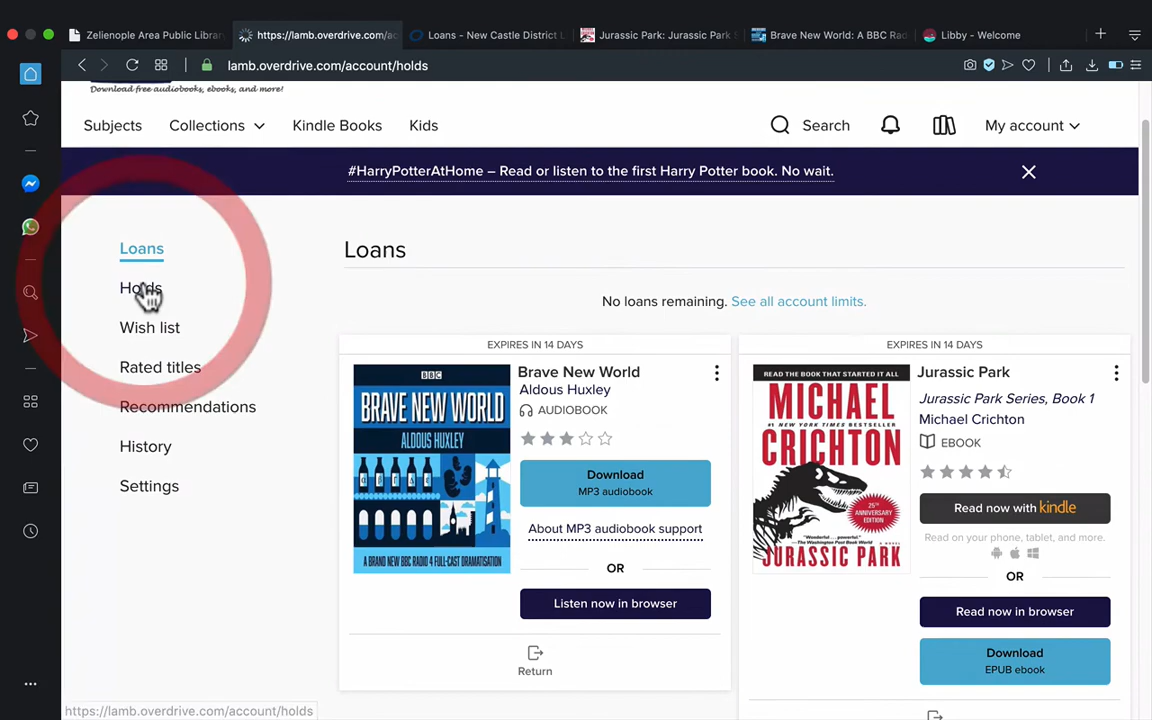 Zelienople Area Public Librar
https://lamb.overdrive.com/ac
Loans - New Castle District L
Jurassic Park: Jurassic Park S
Brave New World: A BBC Rad
Libby - Welcome
lamb.overdrive.com/account/holds
Download free audiobooks, ebooks, and more!
Subjects
Collections
Kindle Books
Kids
Search
My account
#HarryPotterAtHome – Read or listen to the first Harry Potter book. No wait.
Loans
Holds
Wish list
Rated titles
Recommendations
History
Settings
Loans
No loans remaining. See all account limits.
EXPIRES IN 14 DAYS
BBC
BRAVE NEW WORLD
ALDOUS HUXLEY
A BRAND NEW BBC RADIO 4 FULL-CAST DRAMATISATION
Brave New World
Aldous Huxley
AUDIOBOOK
Download
MP3 audiobook
About MP3 audiobook support
OR
Listen now in browser
Return
EXPIRES IN 14 DAYS
READ THE BOOK THAT STARTED IT ALL
MICHAEL
#1 NEW YORK TIMES BESTSELLER
CRICHTON
25TH
ANNIVERSARY
EDITION
JURASSIC PARK
Jurassic Park
Jurassic Park Series, Book 1
Michael Crichton
EBOOK
Read now with kindle
Read on your phone, tablet, and more.
OR
Read now in browser
Download
EPUB ebook
https://lamb.overdrive.com/account/holds